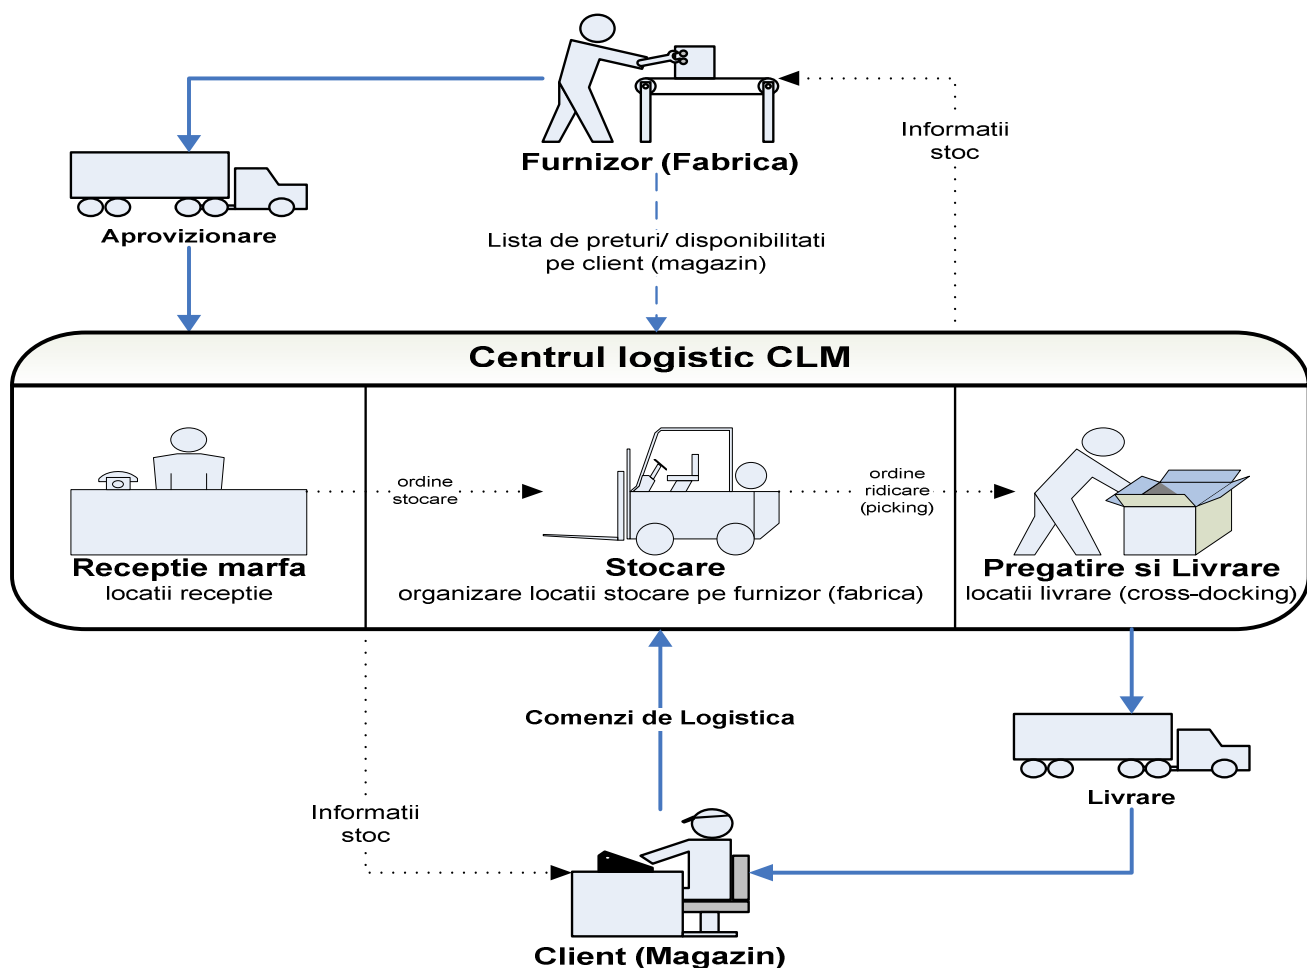 Informatii
stoc
Furnizor (Fabrica)
Aprovizionare
Lista de preturi/ disponibilitati
pe client (magazin)
Centrul logistic CLM
ordine
stocare
ordine
ridicare
(picking)
Receptie marfa
locatii receptie
Stocare
organizare locatii stocare pe furnizor (fabrica)
Pregatire si Livrare
locatii livrare (cross-docking)
Comenzi de Logistica
Livrare
Informatii
stoc
Client (Magazin)